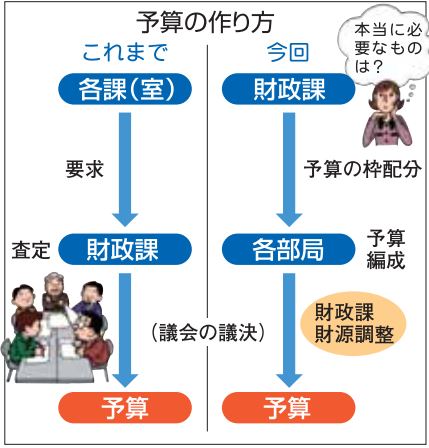 予算の作り方
これまで
今回
本当に必
要なもの
は？
各課（室）
財政課
要求
予算の枠配分
査定
財政課
各部局
予算
編成
（議会の議決）
財政課
財源調整
予算
予算